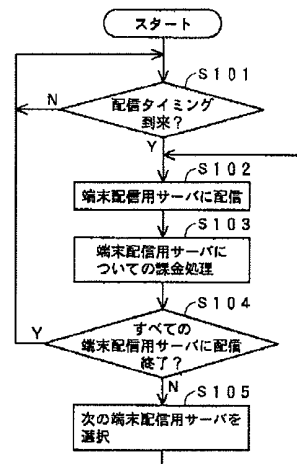 スタート
S101
N
配信タイミング
到来?
Y
S102
端末配信用サーバに配信
S103
端末配信用サーバに
ついての課金処理
S104
Y
すべての
端末配信用サーバに配信
終了?
N
S105
次の端末配信用サーバを
選択